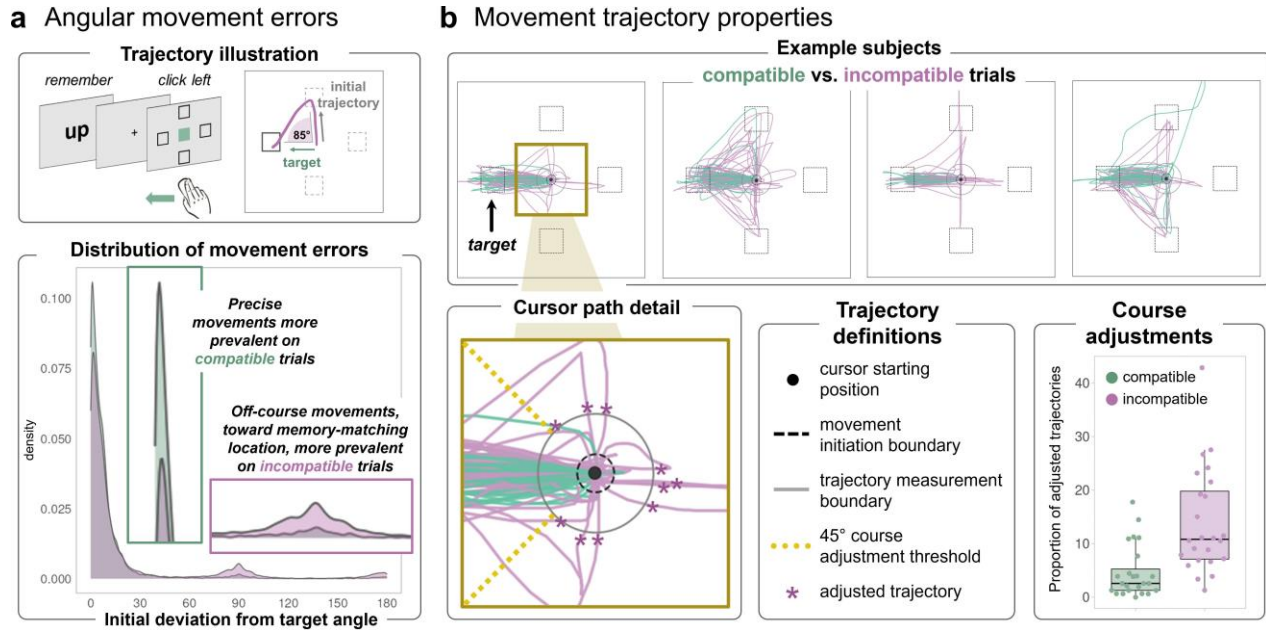 a Angular movement errors
Trajectory illustration
remember
click left
up
+
initial
trajectory
85°
target
Distribution of movement errors
0.100
0.075
0.050
0.025
0.000
density
Precise
movements more
prevalent on
compatible trials
Off-course movements,
toward memory-matching
location, more prevalent
on incompatible trials
0 30 60 90 120 150 180
Initial deviation from target angle
b Movement trajectory properties
Example subjects
compatible vs. incompatible trials
target
Cursor path detail
* * * * * * * * * * *
Trajectory
definitions
cursor starting
position
movement
initiation boundary
trajectory measurement
boundary
45° course
adjustment threshold
* adjusted trajectory
Course
adjustments
Proportion of adjusted trajectories
40
30
20
10
0
compatible
incompatible